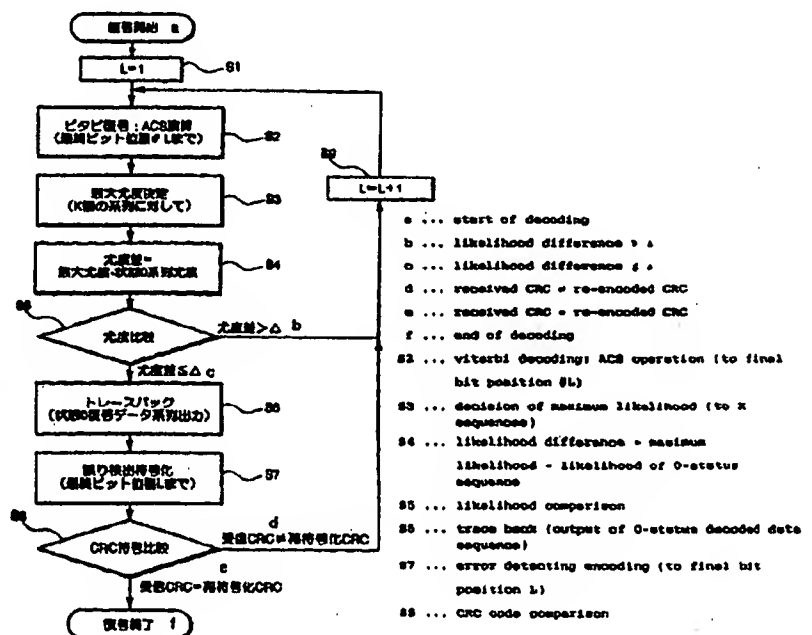 復号開始 a
L=1
S1
ビタビ復号:ACS演算
(最終ビット位置#Lまで)
S2
最大尤度決定
(K個の系列に対して)
S3
尤度差=
最大尤度-状態0系列尤度
S4
S5
尤度比較
尤度差>△ b
尤度差≦△ c
トレースバック
(状態0復号データ系列出力)
S6
誤り検出符号化
(最終ビット位置Lまで)
S7
S8
CRC符号比較
d
受信CRC≠再符号化CRC
e
受信CRC=再符号化CRC
復号終了 f
S9
L=L+1
a ... start of decoding
b ... likelihood difference > △
c ... likelihood difference ≦ △
d ... received CRC ≠ re-encoded CRC
e ... received CRC = re-encoded CRC
f ... end of decoding
S2 ... viterbi decoding: ACS operation (to final
bit position #L)
S3 ... decision of maximum likelihood (to K
sequences)
S4 ... likelihood difference = maximum
likelihood - likelihood of 0-status
sequence
S5 ... likelihood comparison
S6 ... trace back (output of 0-status decoded data
sequence)
S7 ... error detecting encoding (to final bit
position L)
S8 ... CRC code comparison